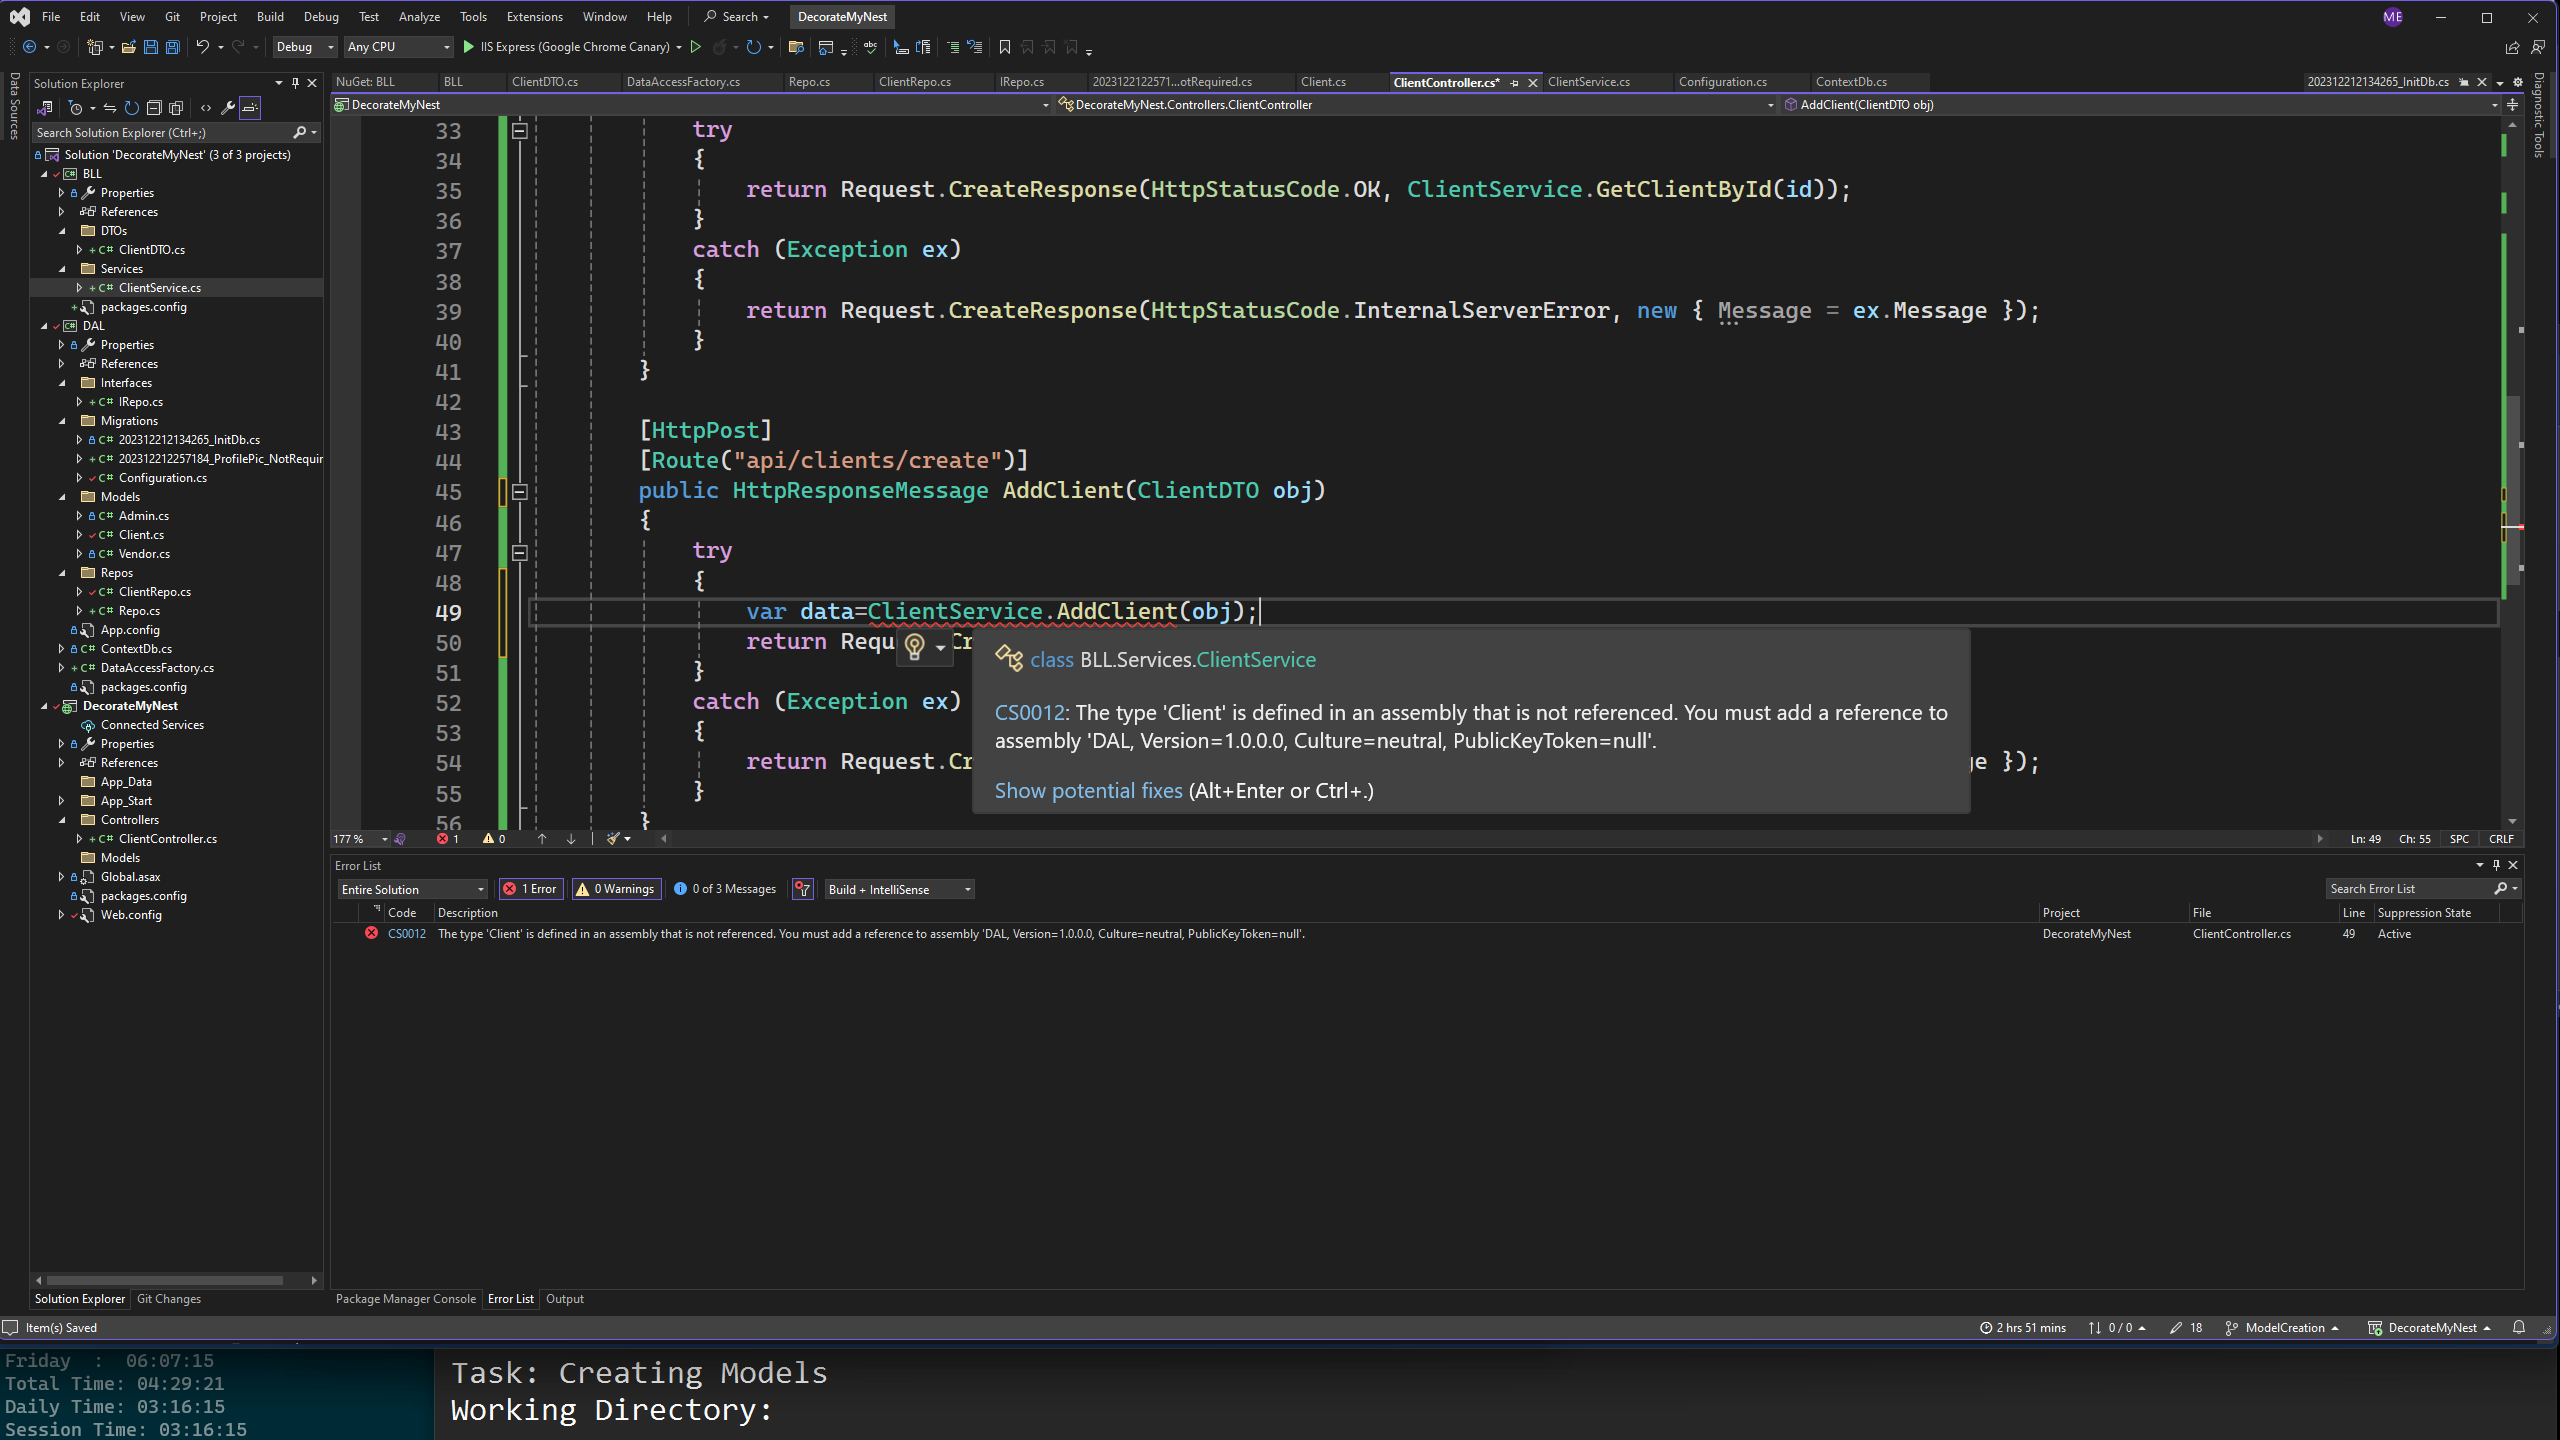 File Edit View Git Project Build Debug Test Analyze Tools Extensions Window Help Search DecorateMyNest ME
Debug Any CPU IIS Express (Google Chrome Canary)
Data Sources
Solution Explorer
Search Solution Explorer (Ctrl+;)
Solution 'DecorateMyNest' (3 of 3 projects)
BLL
Properties
References
DTOs
C# ClientDTO.cs
Services
C# ClientService.cs
packages.config
DAL
Properties
References
Interfaces
C# IRepo.cs
Migrations
C# 202312212134265_InitDb.cs
C# 202312212257184_ProfilePic_NotRequir
C# Configuration.cs
Models
C# Admin.cs
C# Client.cs
C# Vendor.cs
Repos
C# ClientRepo.cs
C# Repo.cs
App.config
C# ContextDb.cs
C# DataAccessFactory.cs
packages.config
DecorateMyNest
Connected Services
Properties
References
App_Data
App_Start
Controllers
C# ClientController.cs
Models
Global.asax
packages.config
Web.config
Solution Explorer Git Changes
NuGet: BLL BLL ClientDTO.cs DataAccessFactory.cs Repo.cs ClientRepo.cs IRepo.cs 2023122122571...otRequired.cs Client.cs ClientController.cs* ClientService.cs Configuration.cs ContextDb.cs 202312212134265_InitDb.cs
DecorateMyNest DecorateMyNest.Controllers.ClientController AddClient(ClientDTO obj)
Diagnostic Tools
33 try
34 {
35 return Request.CreateResponse(HttpStatusCode.OK, ClientService.GetClientById(id));
36 }
37 catch (Exception ex)
38 {
39 return Request.CreateResponse(HttpStatusCode.InternalServerError, new { Message = ex.Message });
40 }
41 }
42
43 [HttpPost]
44 [Route("api/clients/create")]
45 public HttpResponseMessage AddClient(ClientDTO obj)
46 {
47 try
48 {
49 var data=ClientService.AddClient(obj);
50 return Requ Cr
51 }
52 catch (Exception ex)
53 {
54 return Request.Cr ge });
55 }
56 }
class BLL.Services.ClientService
CS0012: The type 'Client' is defined in an assembly that is not referenced. You must add a reference to
assembly 'DAL, Version=1.0.0.0, Culture=neutral, PublicKeyToken=null'.
Show potential fixes (Alt+Enter or Ctrl+.)
177 % 1 0 Ln: 49 Ch: 55 SPC CRLF
Error List
Entire Solution 1 Error 0 Warnings 0 of 3 Messages Build + IntelliSense Search Error List
Code Description Project File Line Suppression State
CS0012 The type 'Client' is defined in an assembly that is not referenced. You must add a reference to assembly 'DAL, Version=1.0.0.0, Culture=neutral, PublicKeyToken=null'. DecorateMyNest ClientController.cs 49 Active
Package Manager Console Error List Output
Item(s) Saved 2 hrs 51 mins 0 / 0 18 ModelCreation DecorateMyNest
Friday : 06:07:15
Total Time: 04:29:21
Daily Time: 03:16:15
Session Time: 03:16:15
Task: Creating Models
Working Directory: